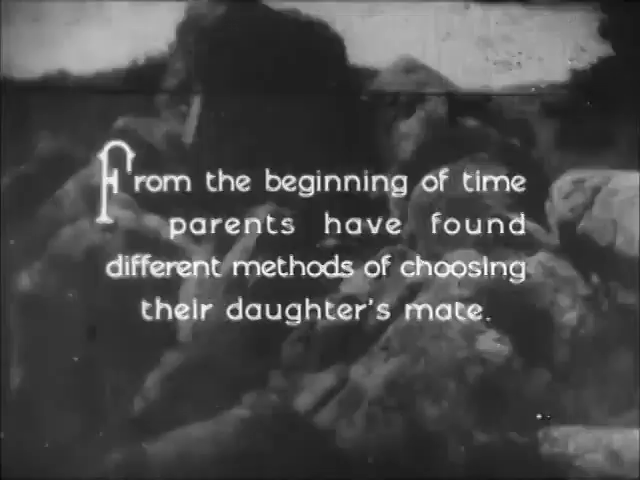 From the beginning of time
parents have found
different methods of choosing
their daughter's mate.